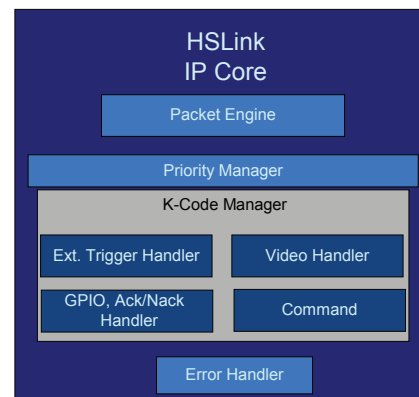 HSLink
IP Core
Packet Engine
Priority Manager
K-Code Manager
Ext. Trigger Handler
Video Handler
GPIO, Ack/Nack
Handler
Command
Error Handler